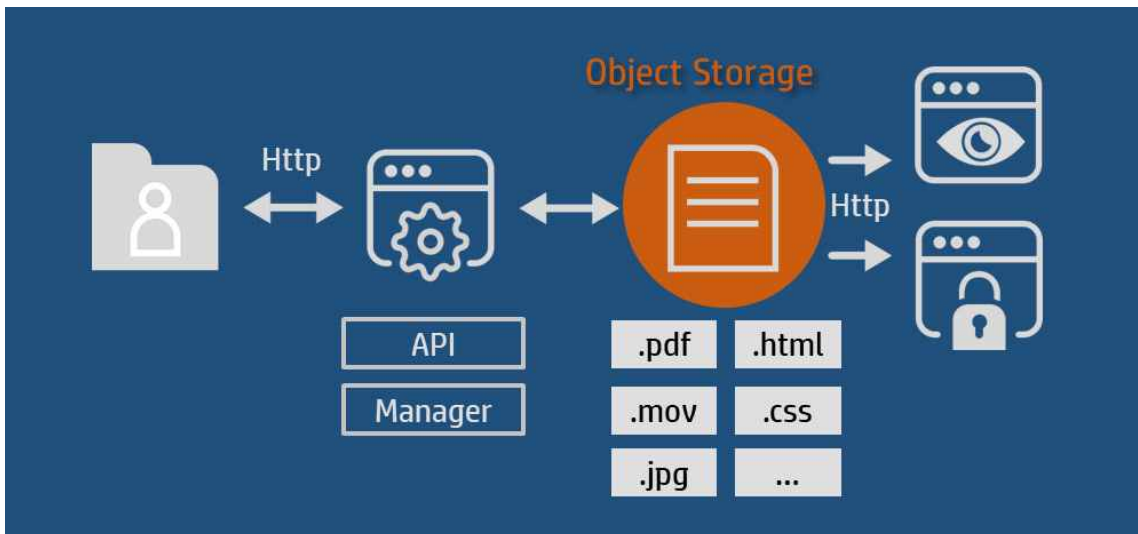 Object Storage
Http
Http
API
Manager
.pdf
.html
.mov
.css
.jpg
...